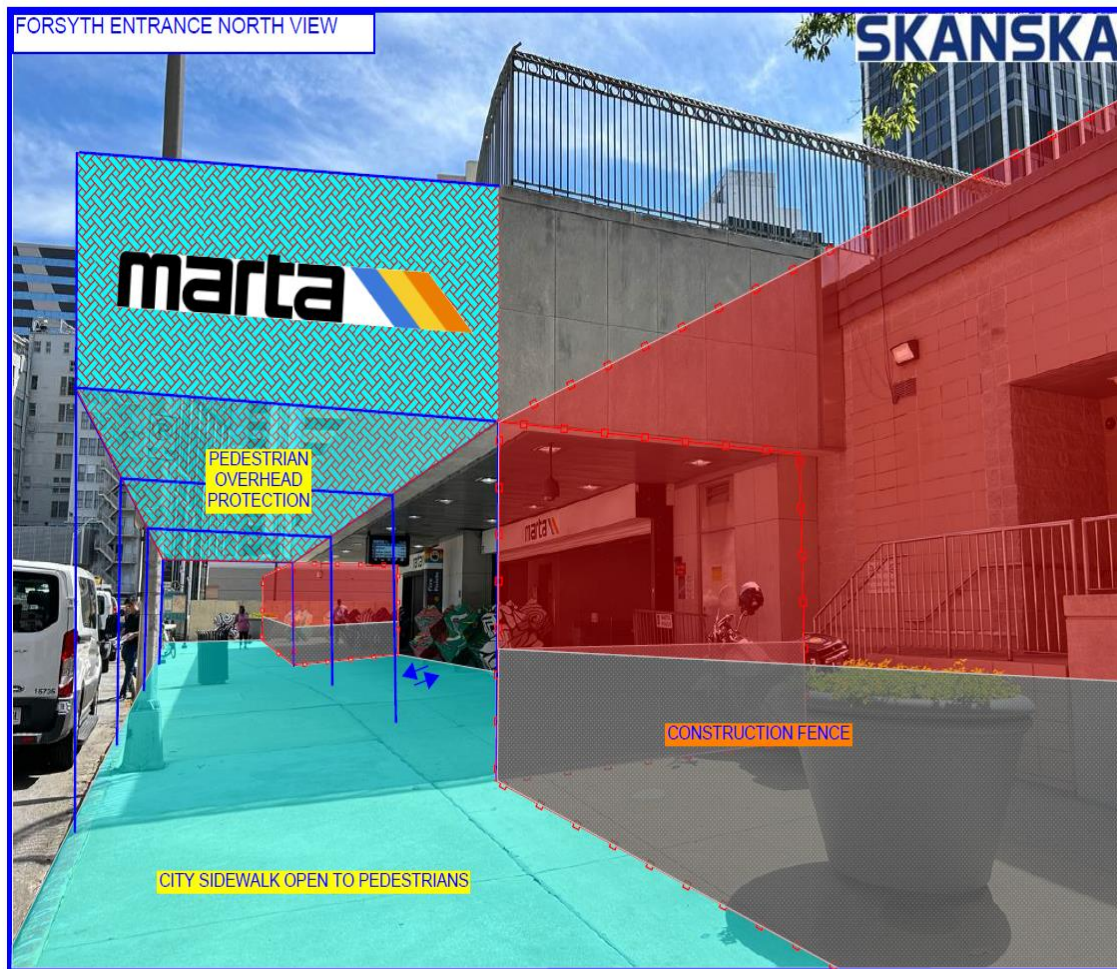 FORSYTH ENTRANCE NORTH VIEW
SKANSKA
marta
PEDESTRIAN
OVERHEAD
PROTECTION
marta
CONSTRUCTION FENCE
CITY SIDEWALK OPEN TO PEDESTRIANS